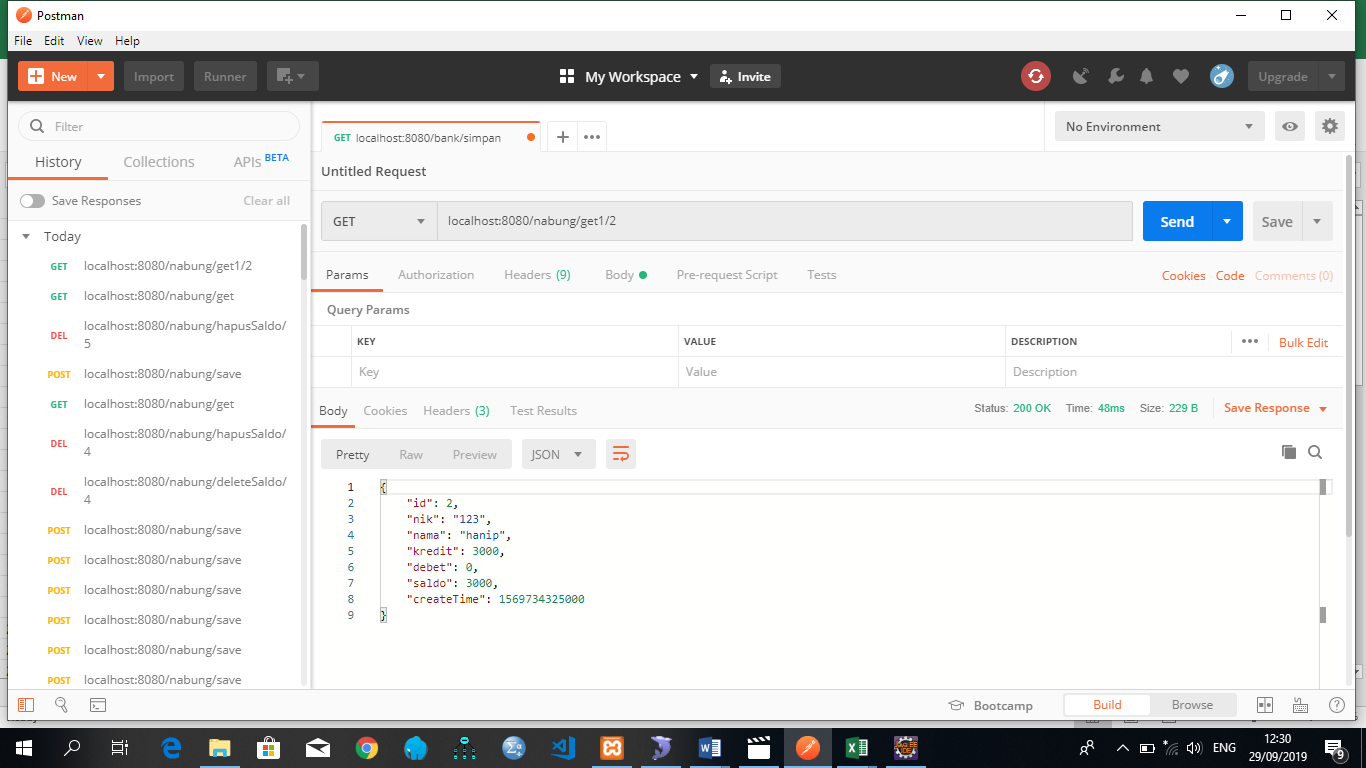 Postman
File Edit View Help
New Import Runner My Workspace Invite Upgrade
Filter
History Collections APIs BETA
Save Responses Clear all
Today
GET localhost:8080/nabung/get1/2
GET localhost:8080/nabung/get
DEL localhost:8080/nabung/hapusSaldo/
5
POST localhost:8080/nabung/save
GET localhost:8080/nabung/get
DEL localhost:8080/nabung/hapusSaldo/
4
DEL localhost:8080/nabung/deleteSaldo/
4
POST localhost:8080/nabung/save
POST localhost:8080/nabung/save
POST localhost:8080/nabung/save
POST localhost:8080/nabung/save
POST localhost:8080/nabung/save
POST localhost:8080/nabung/save
GET localhost:8080/bank/simpan No Environment
Untitled Request
GET localhost:8080/nabung/get1/2 Send Save
Params Authorization Headers (9) Body Pre-request Script Tests Cookies Code Comments (0)
Query Params
KEY VALUE DESCRIPTION Bulk Edit
Key Value Description
Body Cookies Headers (3) Test Results Status: 200 OK Time: 48ms Size: 229 B Save Response
Pretty Raw Preview JSON
1 {
2 "id": 2,
3 "nik": "123",
4 "nama": "hanip",
5 "kredit": 3000,
6 "debet": 0,
7 "saldo": 3000,
8 "createTime": 1569734325000
9 }
Bootcamp Build Browse
ENG 12:30
29/09/2019 9